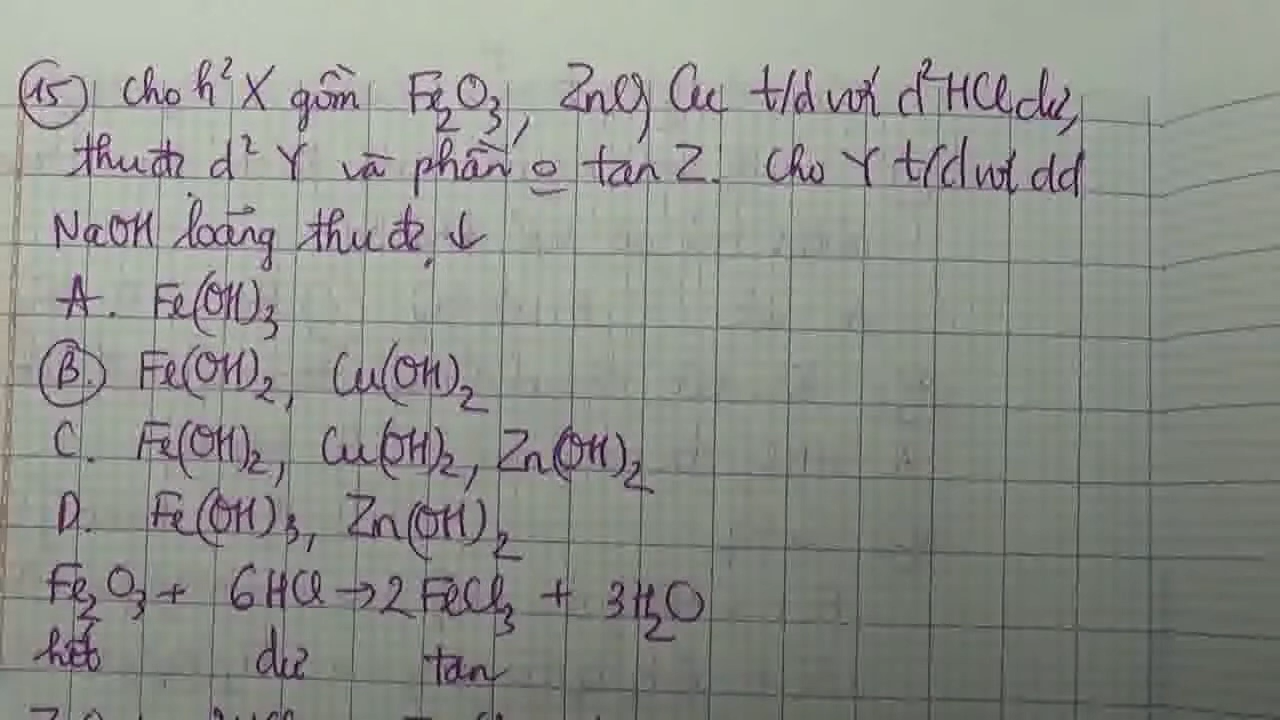 15) Cho h² X gồm Fe₂O₃, ZnO, Cu t/d với d² HCl dư,
thu đc d² Y và phần o tan Z. Cho Y t/d với dd
NaOH loãng thu đc ↓
A. Fe(OH)₃
B. Fe(OH)₂, Cu(OH)₂
C. Fe(OH)₂, Cu(OH)₂, Zn(OH)₂
D. Fe(OH)₃, Zn(OH)₂
Fe₂O₃ + 6HCl → 2FeCl₃ + 3H₂O
hết dư tan